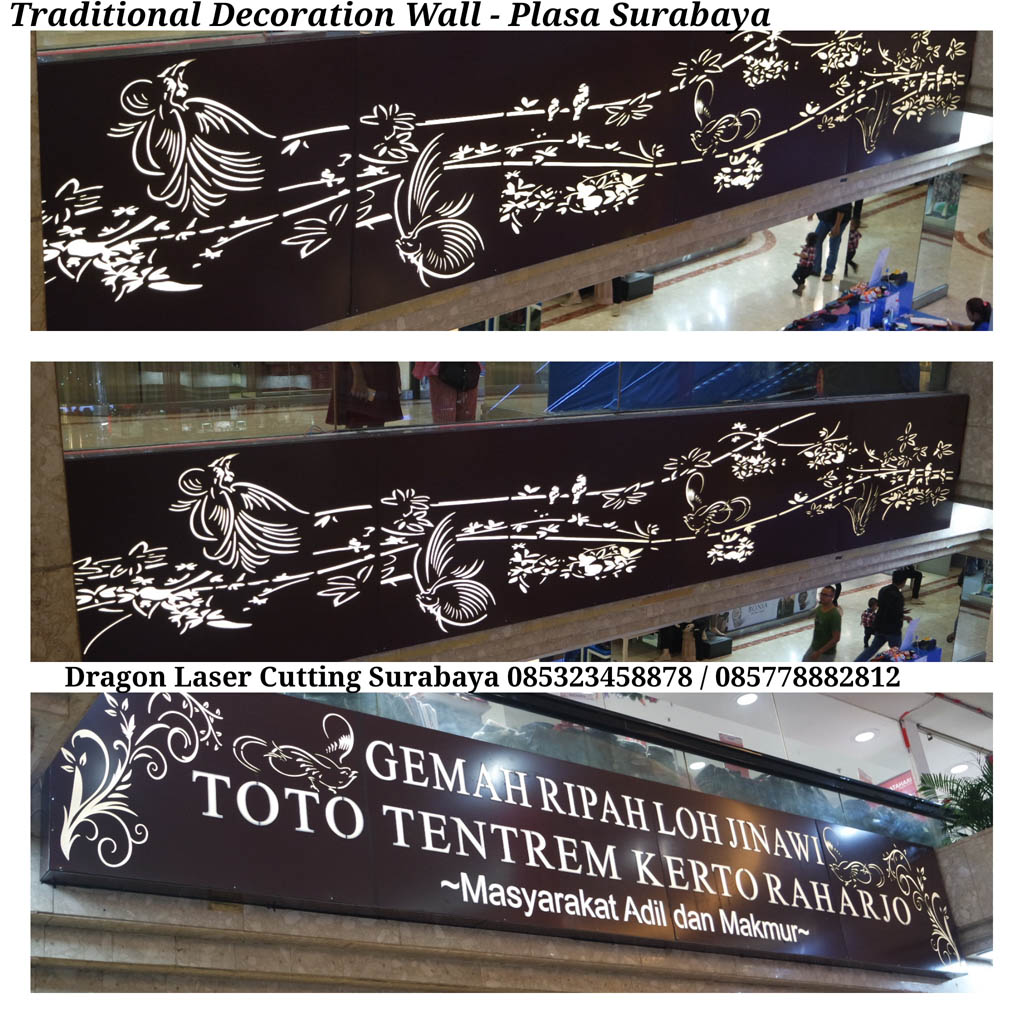 Traditional Decoration Wall - Plasa Surabaya
RONIA
Dragon Laser Cutting Surabaya 085323458878 / 085778882812
GEMAH RIPAH LOH JINAWI
TOTO TENTREM KERTO RAHARJO
~Masyarakat Adil dan Makmur~